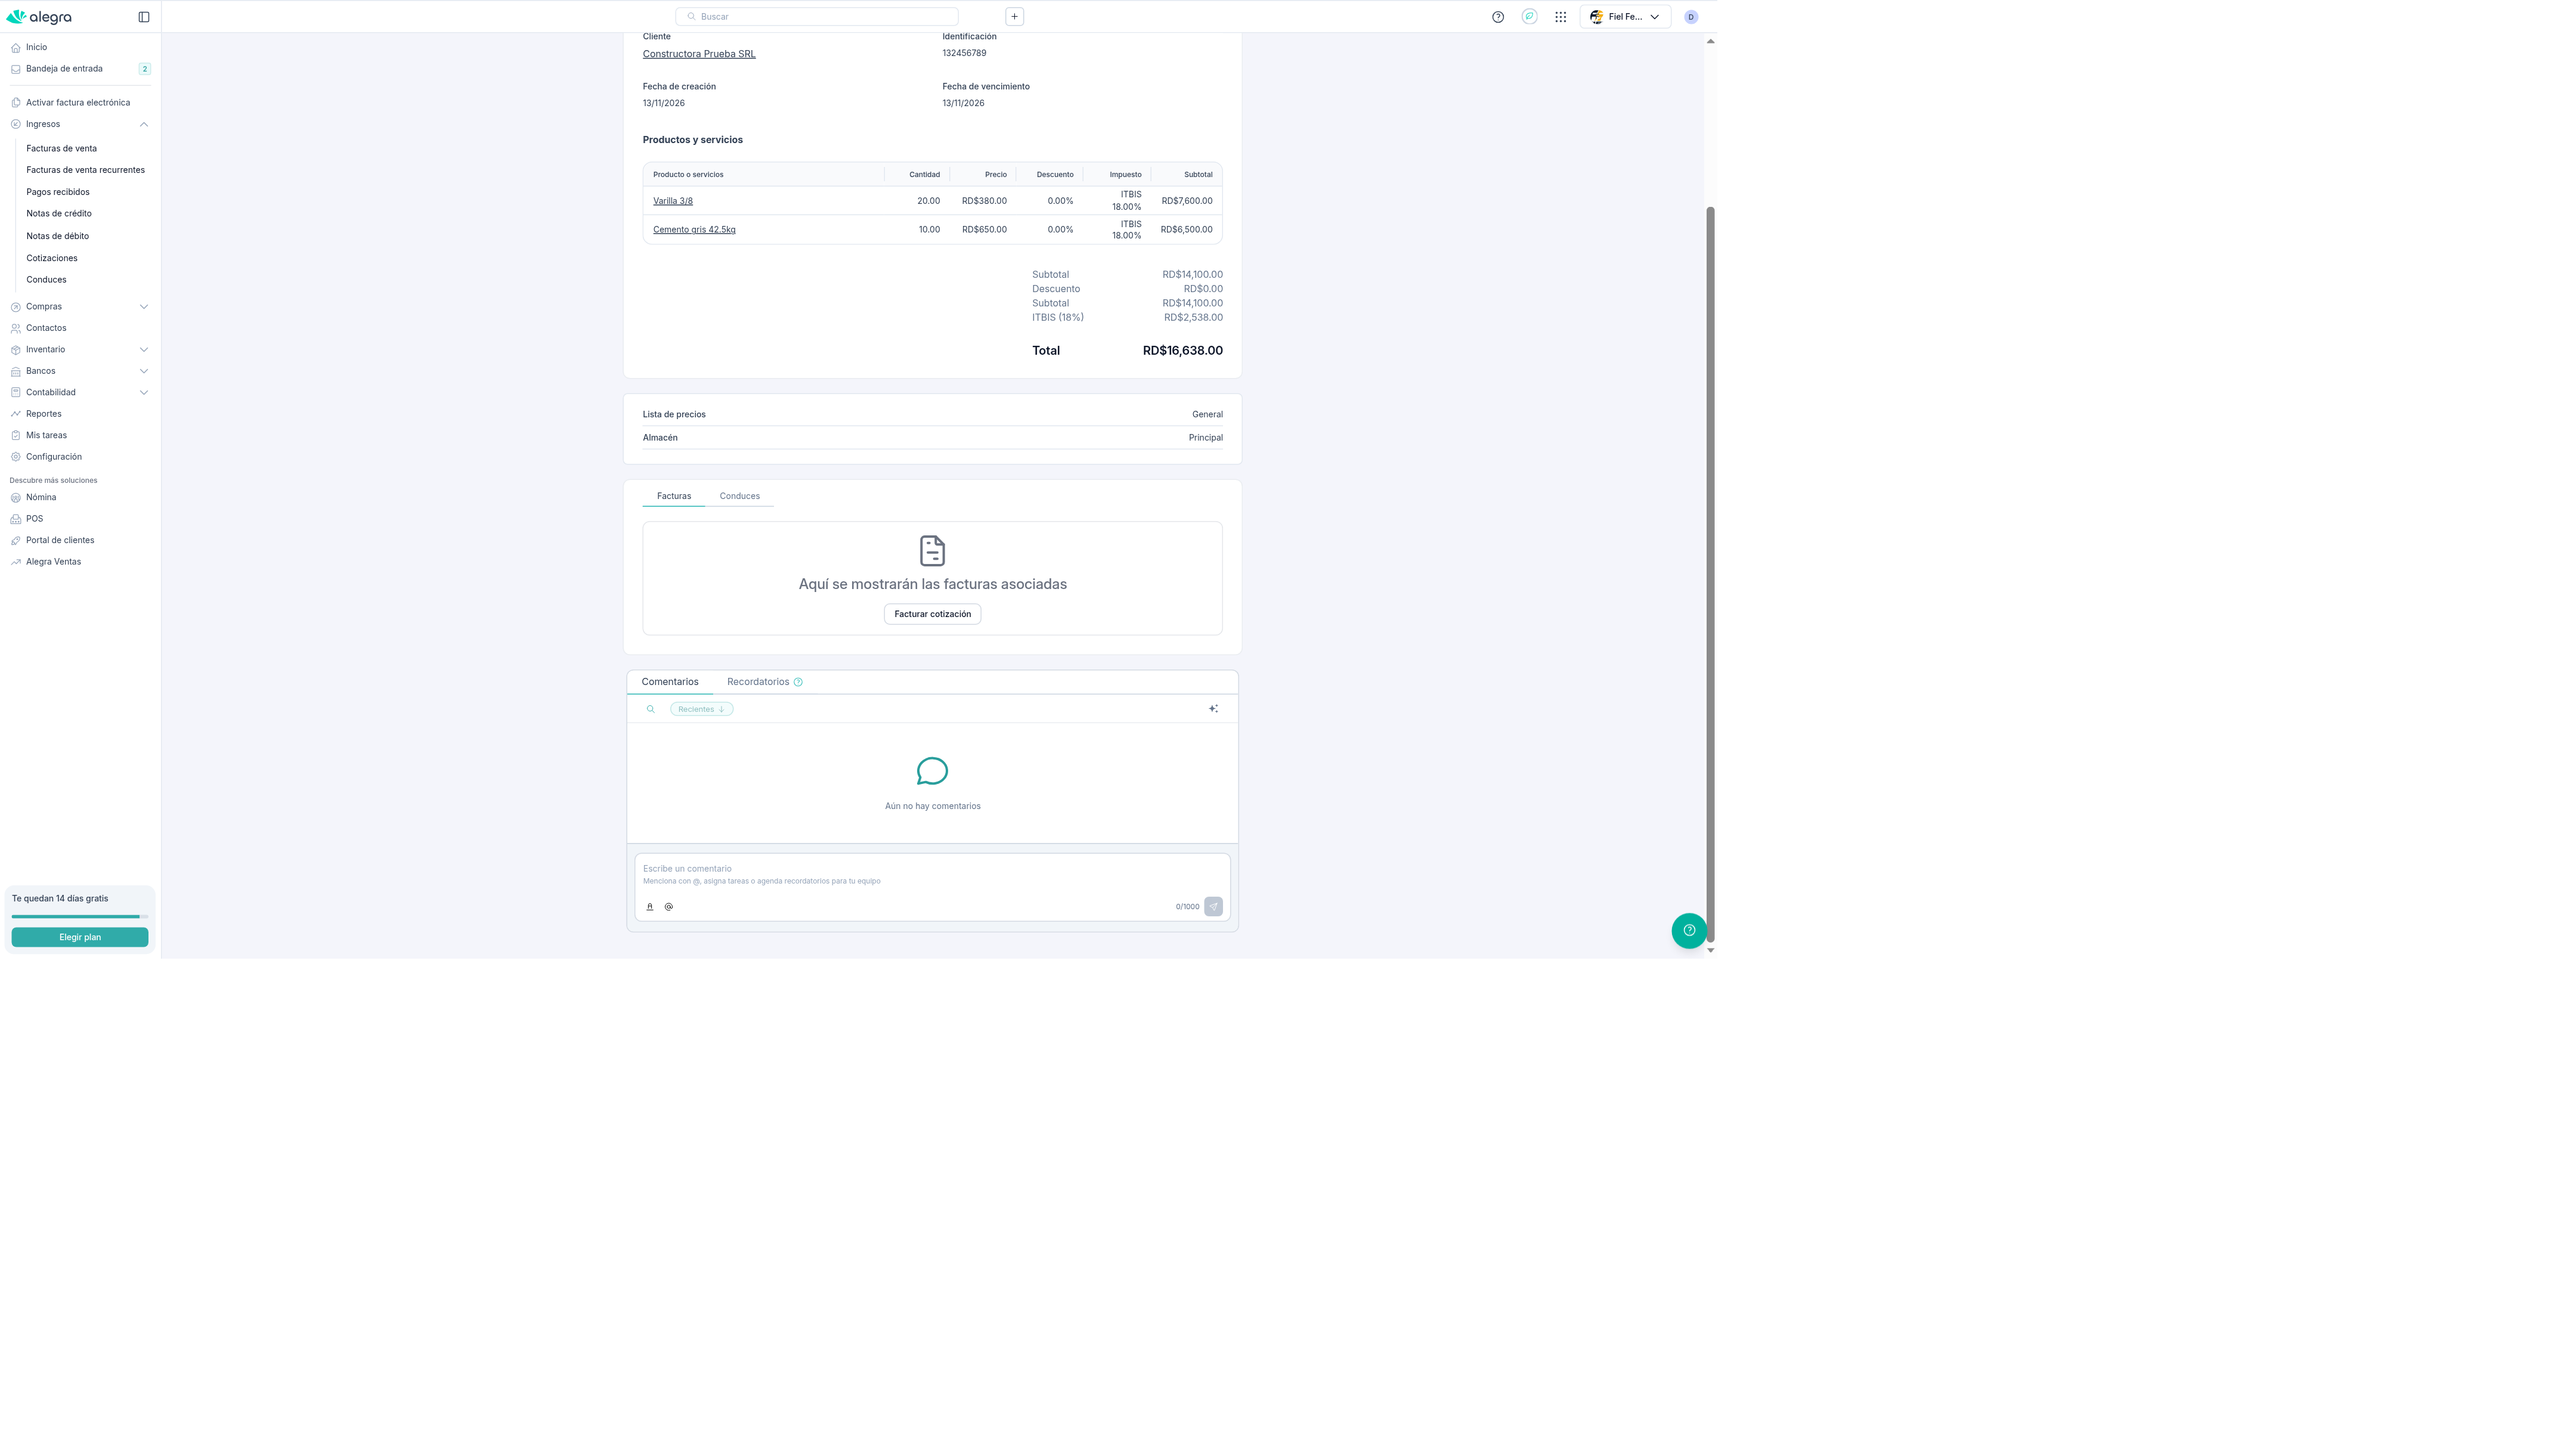 alegra
Buscar
Fiel Fe...
D
Inicio
Bandeja de entrada 2
Activar factura electrónica
Ingresos
Facturas de venta
Facturas de venta recurrentes
Pagos recibidos
Notas de crédito
Notas de débito
Cotizaciones
Conduces
Compras
Contactos
Inventario
Bancos
Contabilidad
Reportes
Mis tareas
Configuración
Descubre más soluciones
Nómina
POS
Portal de clientes
Alegra Ventas
Te quedan 14 días gratis
Elegir plan
Cliente Identificación
Constructora Prueba SRL 132456789
Fecha de creación Fecha de vencimiento
13/11/2026 13/11/2026
Productos y servicios
Producto o servicios Cantidad Precio Descuento Impuesto Subtotal
Varilla 3/8 20.00 RD$380.00 0.00% ITBIS 18.00% RD$7,600.00
Cemento gris 42.5kg 10.00 RD$650.00 0.00% ITBIS 18.00% RD$6,500.00
Subtotal RD$14,100.00
Descuento RD$0.00
Subtotal RD$14,100.00
ITBIS (18%) RD$2,538.00
Total RD$16,638.00
Lista de precios General
Almacén Principal
Facturas Conduces
Aquí se mostrarán las facturas asociadas
Facturar cotización
Comentarios Recordatorios
Recientes
Aún no hay comentarios
Escribe un comentario
Menciona con @, asigna tareas o agenda recordatorios para tu equipo
0/1000